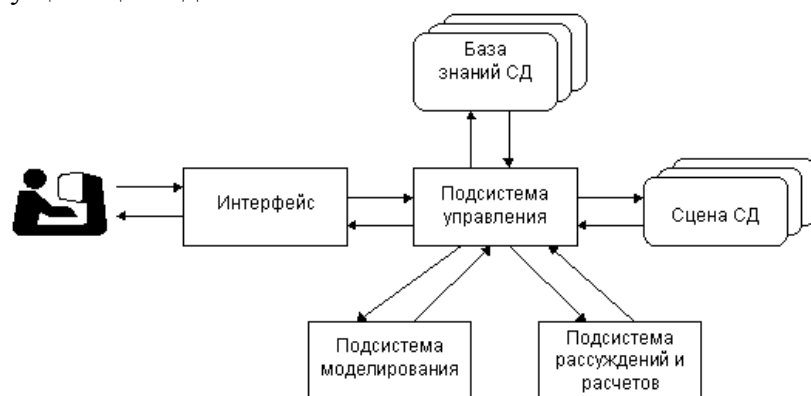 База
знаний СД
Интерфейс
Подсистема
управления
Сцена СД
Подсистема
моделирования
Подсистема
рассуждений и
расчетов